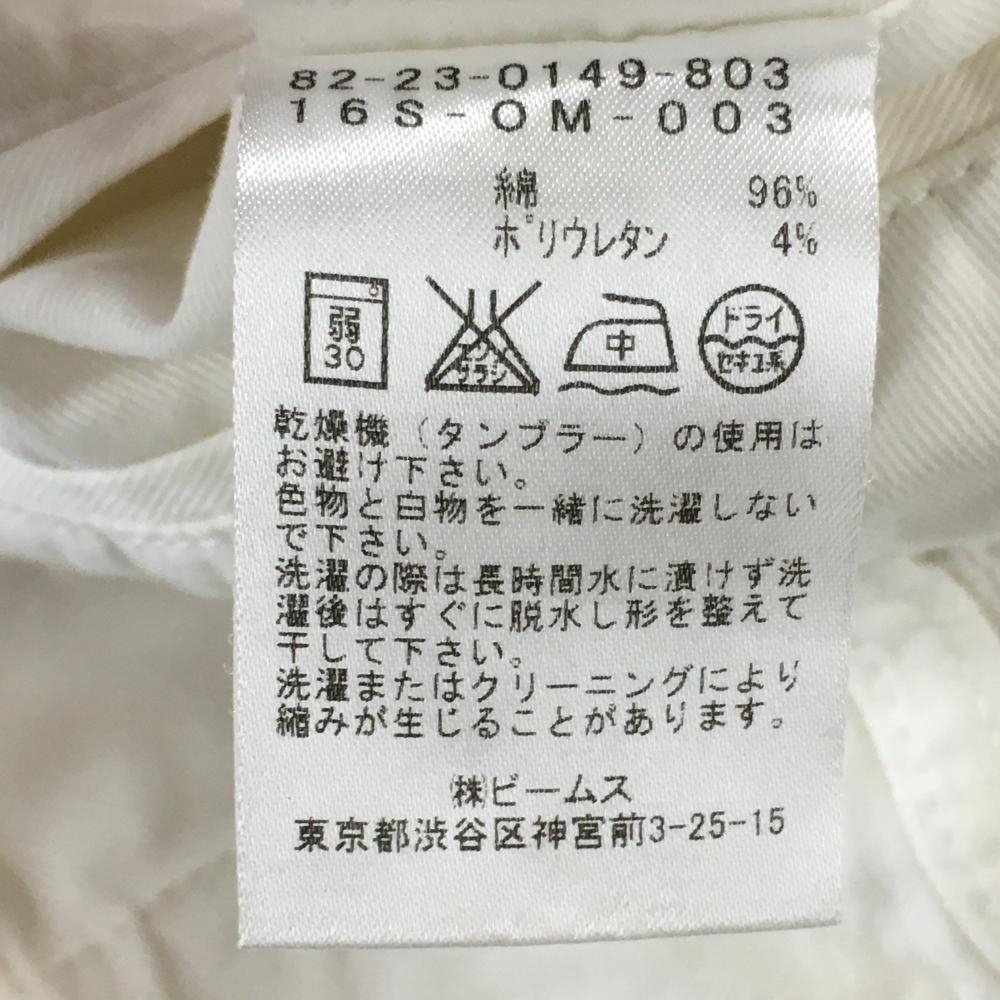 82-23-0149-803
16S-OM-003
綿 96%
ポリウレタン 4%
弱
30
エンソ
サラシ
中
ドライ
セキユ系
乾燥機（タンブラー）の使用は
お避け下さい。
色物と白物を一緒に洗濯しない
で下さい。
洗濯の際は長時間水に漬けず洗
濯後はすぐに脱水し形を整えて
干して下さい。
洗濯またはクリーニングにより
縮みが生じることがあります。
㈱ビームス
東京都渋谷区神宮前3-25-15